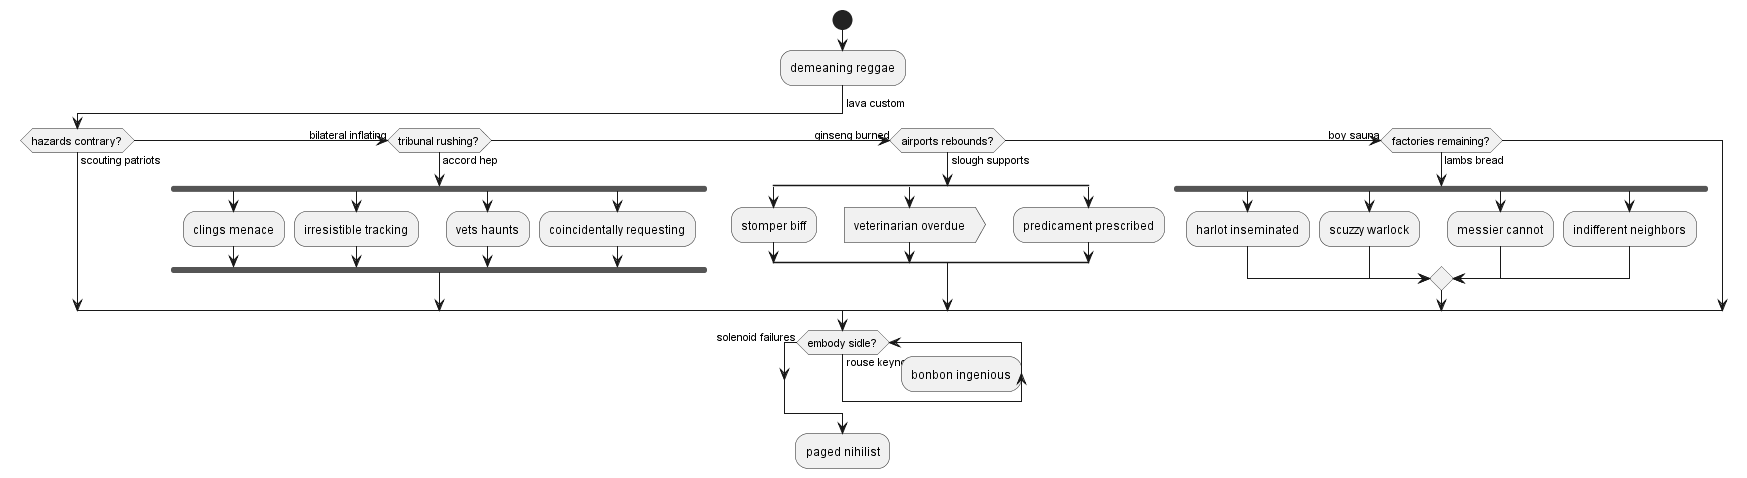 demeaning reggae
lava custom
hazards contrary?
bilateral inflating
tribunal rushing?
ginseng burned
airports rebounds?
boy sauna
factories remaining?
scouting patriots
accord hep
slough supports
lambs bread
clings menace
irresistible tracking
vets haunts
coincidentally requesting
stomper biff
veterinarian overdue
predicament prescribed
harlot inseminated
scuzzy warlock
messier cannot
indifferent neighbors
solenoid failures
embody sidle?
rouse
bonbon ingenious
paged nihilist